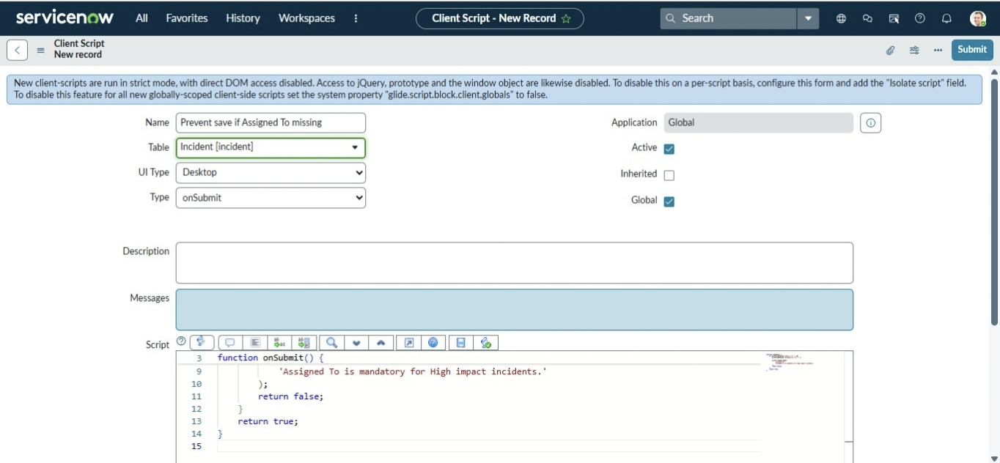 servicenow All Favorites History Workspaces Client Script - New Record Search
Client Script
New record
Submit
New client-scripts are run in strict mode, with direct DOM access disabled. Access to jQuery, prototype and the window object are likewise disabled. To disable this on a per-script basis, configure this form and add the "Isolate script" field.
To disable this feature for all new globally-scoped client-side scripts set the system property "glide.script.block.client.globals" to false.
Name Prevent save if Assigned To missing
Application Global
Table Incident [incident]
Active
UI Type Desktop
Inherited
Type onSubmit
Global
Description
Messages
Script
3 function onSubmit() {
9 'Assigned To is mandatory for High impact incidents.'
10 );
11 return false;
12 }
13 return true;
14 }
15